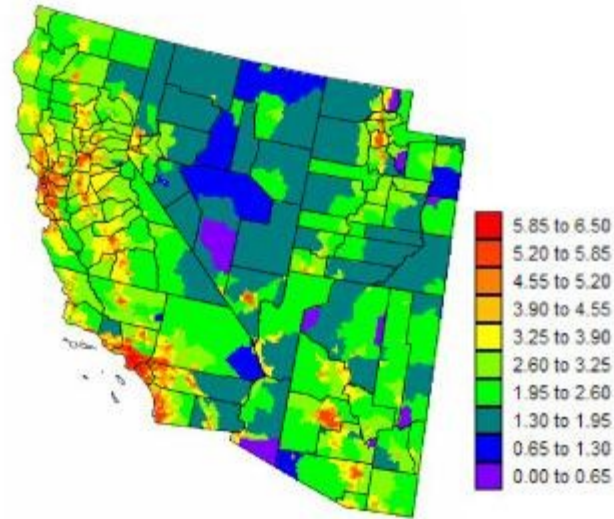 5.85 to 6.50
5.20 to 5.85
4.55 to 5.20
3.90 to 4.55
3.25 to 3.90
2.60 to 3.25
1.95 to 2.60
1.30 to 1.95
0.65 to 1.30
0.00 to 0.65